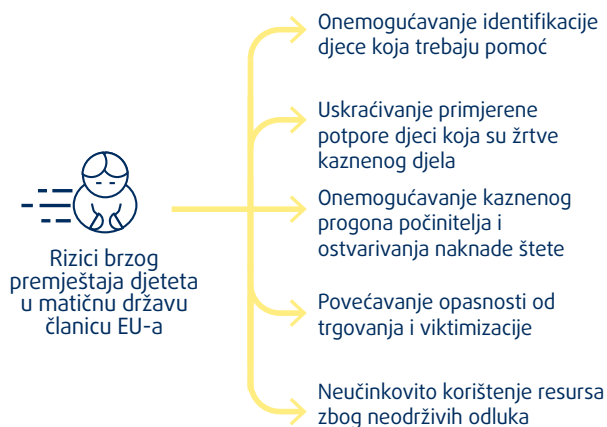 Rizici brzog
premještaja djeteta
u matičnu državu
članicu EU-a
Onemogućavanje identifikacije
djece koja trebaju pomoć
Uskraćivanje primjerene
potpore djeci koja su žrtve
kaznenog djela
Onemogućavanje kaznenog
progona počinitelja i
ostvarivanja naknade štete
Povećavanje opasnosti od
trgovanja i viktimizacije
Neučinkovito korištenje resursa
zbog neodrživih odluka